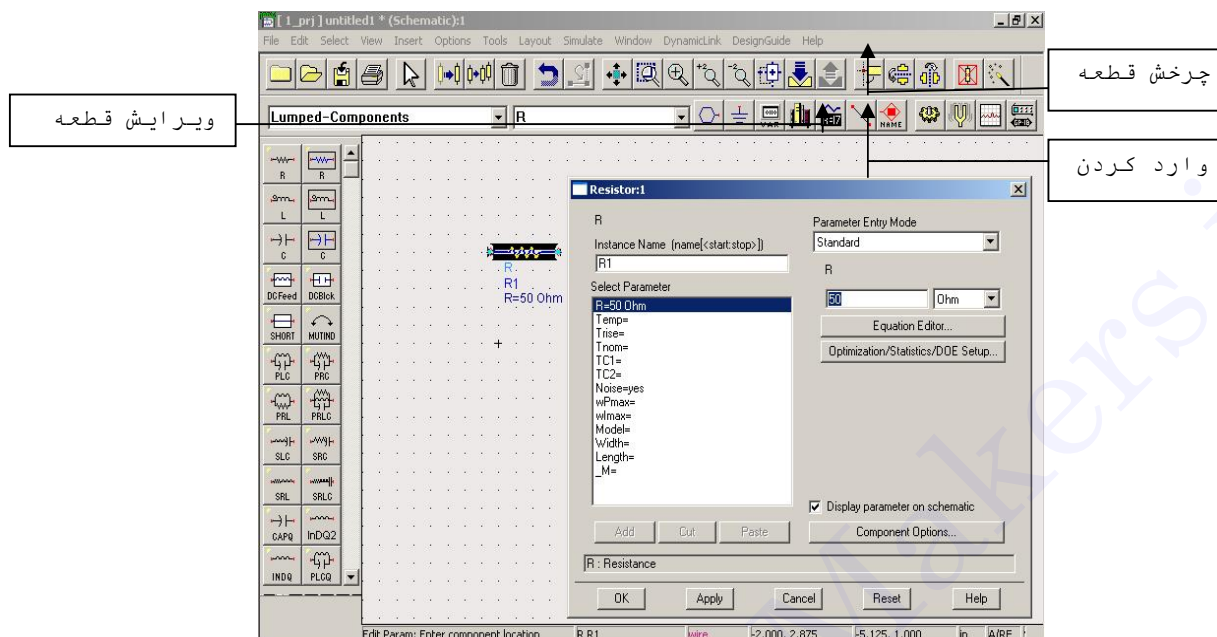 [ 1_prj ] untitled1 * (Schematic):1
File Edit Select View Insert Options Tools Layout Simulate Window DynamicLink DesignGuide Help
چرخش قطعه
ویرایش قطعه
Lumped-Components R
VAR
NAME
وارد کردن
R R
L L
C C
DCFeed DCBlck
SHORT MUTIND
PLC PRC
PRL PRLC
SLC SRC
SRL SRLC
CAPQ InDQ2
INDQ PLCQ
R
R1
R=50 Ohm
Resistor:1
R
Instance Name (name[<start:stop>])
R1
Select Parameter
R=50 Ohm
Temp=
Trise=
Tnom=
TC1=
TC2=
Noise=yes
wPmax=
wImax=
Model=
Width=
Length=
_M=
Add Cut Paste
Parameter Entry Mode
Standard
R
50 Ohm
Equation Editor...
Optimization/Statistics/DOE Setup...
Display parameter on schematic
Component Options...
R : Resistance
OK Apply Cancel Reset Help
Edit Param: Enter component location R R1 wire -2.000, 2.875 -5.125, 1.000 in A/RF
Makers